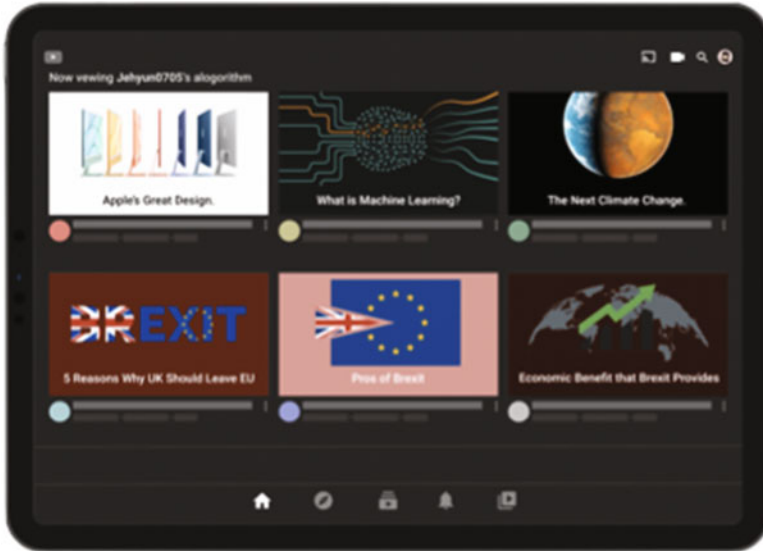 Now vewing Jehyun0705's alogorithm
Apple's Great Design.
What is Machine Learning?
The Next Climate Change.
BREXIT
5 Reasons Why UK Should Leave EU
Pros of Brexit
Economic Benefit that Brexit Provides